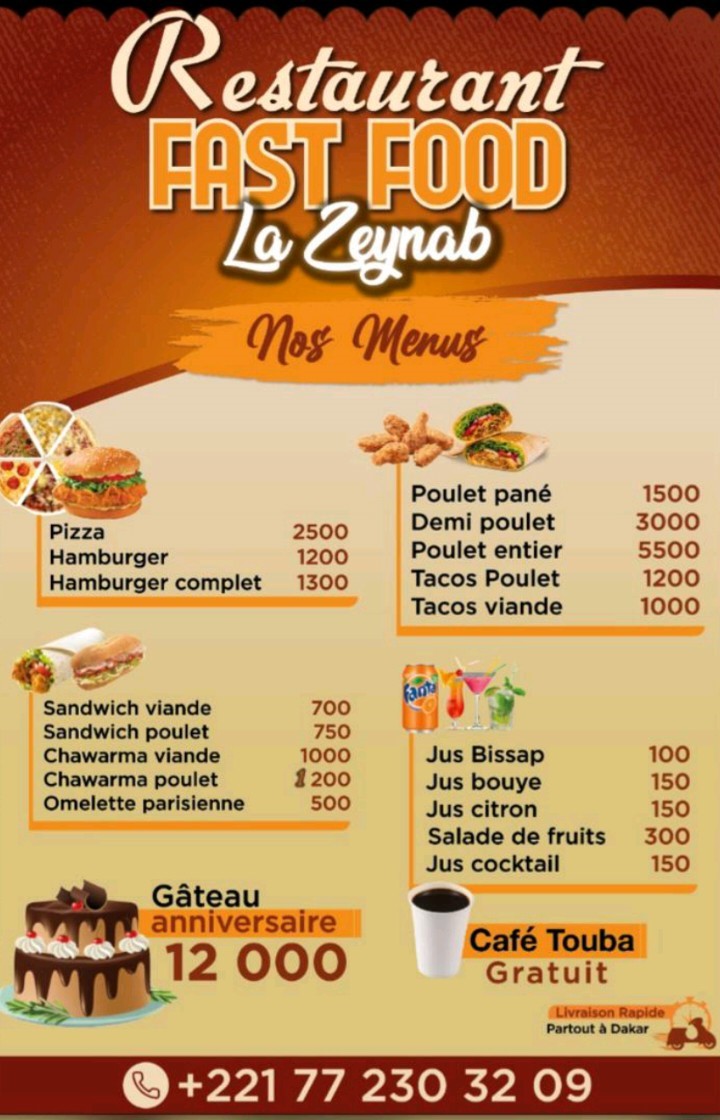 Restaurant
FAST FOOD
La Zeynab
Nos Menus
Pizza 2500
Hamburger 1200
Hamburger complet 1300
Poulet pané 1500
Demi poulet 3000
Poulet entier 5500
Tacos Poulet 1200
Tacos viande 1000
Sandwich viande 700
Sandwich poulet 750
Chawarma viande 1000
Chawarma poulet 1 200
Omelette parisienne 500
Fanta
Jus Bissap 100
Jus bouye 150
Jus citron 150
Salade de fruits 300
Jus cocktail 150
Gâteau
anniversaire
12 000
Café Touba
Gratuit
Livraison Rapide
Partout à Dakar
+221 77 230 32 09